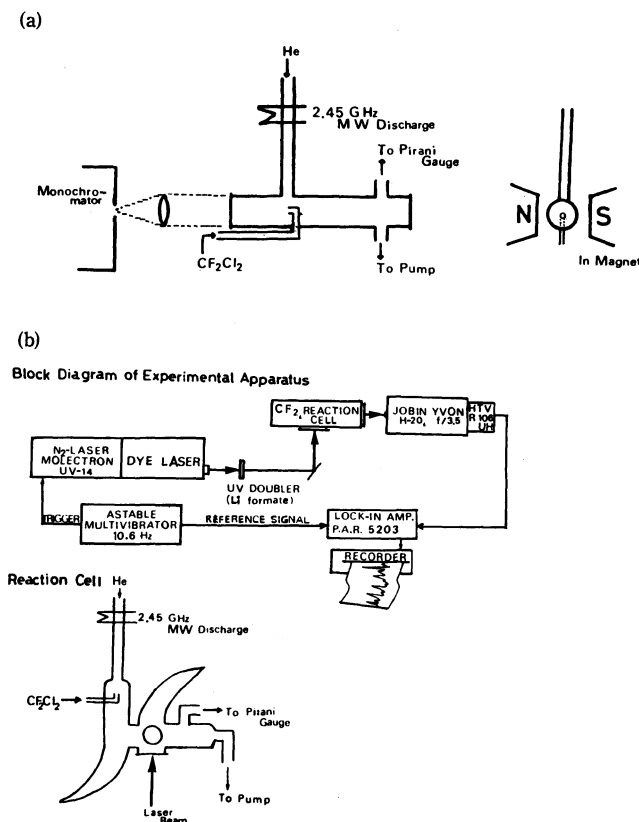 (a)
He
2.45 GHz
MW Discharge
To Pirani
Gauge
Monochro-
mator
N
S
CF2Cl2
To Pump
In Magnet
(b)
Block Diagram of Experimental Apparatus
CF2 REACTION
CELL
JOBIN YVON
H-20, f/3.5
HTV
R 106
UH
N2-LASER
MOLECTRON
UV-14
DYE LASER
UV DOUBLER
(Li formate)
TRIGGER
ASTABLE
MULTIVIBRATOR
10.6 Hz
REFERENCE SIGNAL
LOCK-IN AMP.
P.A.R. 5203
RECORDER
Reaction Cell
He
2.45 GHz
MW Discharge
CF2Cl2
To Pirani
Gauge
To Pump
Laser
Beam